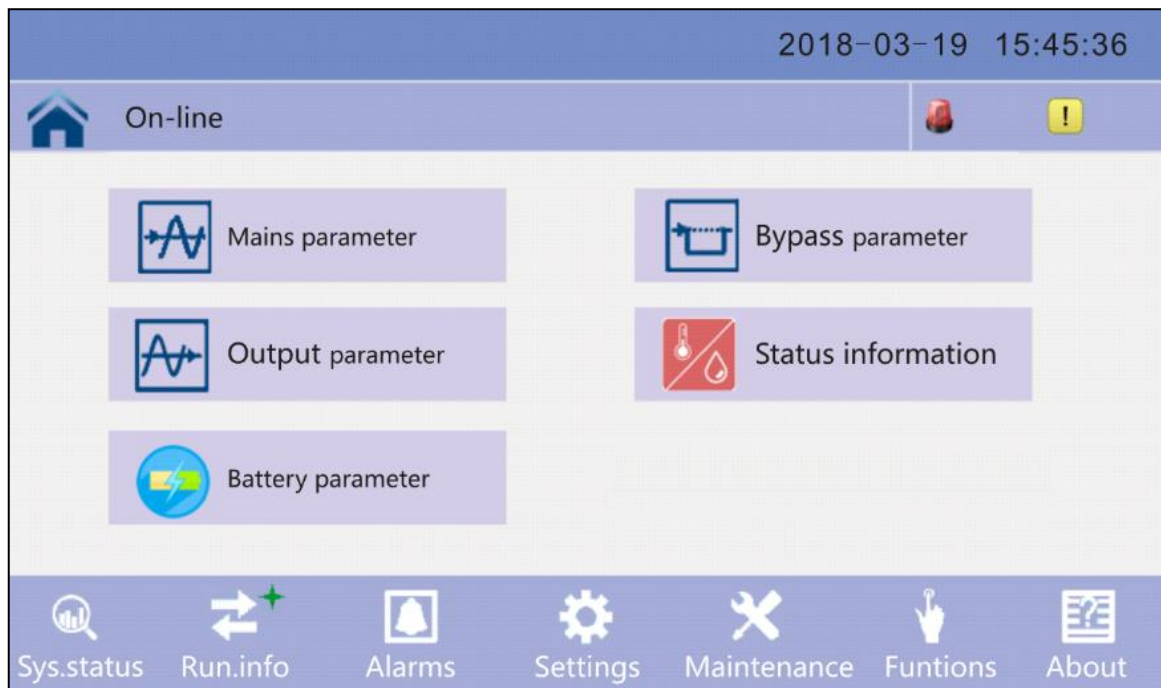 2018-03-19 15:45:36
On-line
!
Mains parameter
Bypass parameter
Output parameter
Status information
Battery parameter
Sys.status Run.info Alarms Settings Maintenance Funtions About